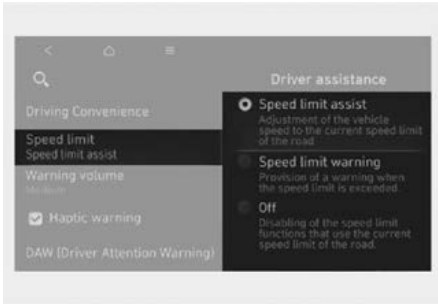 Driver assistance
Driving Convenience
Speed limit
Speed limit assist
Warning volume
Medium
Haptic warning
DAW (Driver Attention Warning)
Speed limit assist
Adjustment of the vehicle
speed to the current speed limit
of the road
Speed limit warning
Provision of a warning when
the speed limit is exceeded.
Off
Disabling of the speed limit
functions that use the current
speed limit of the road.